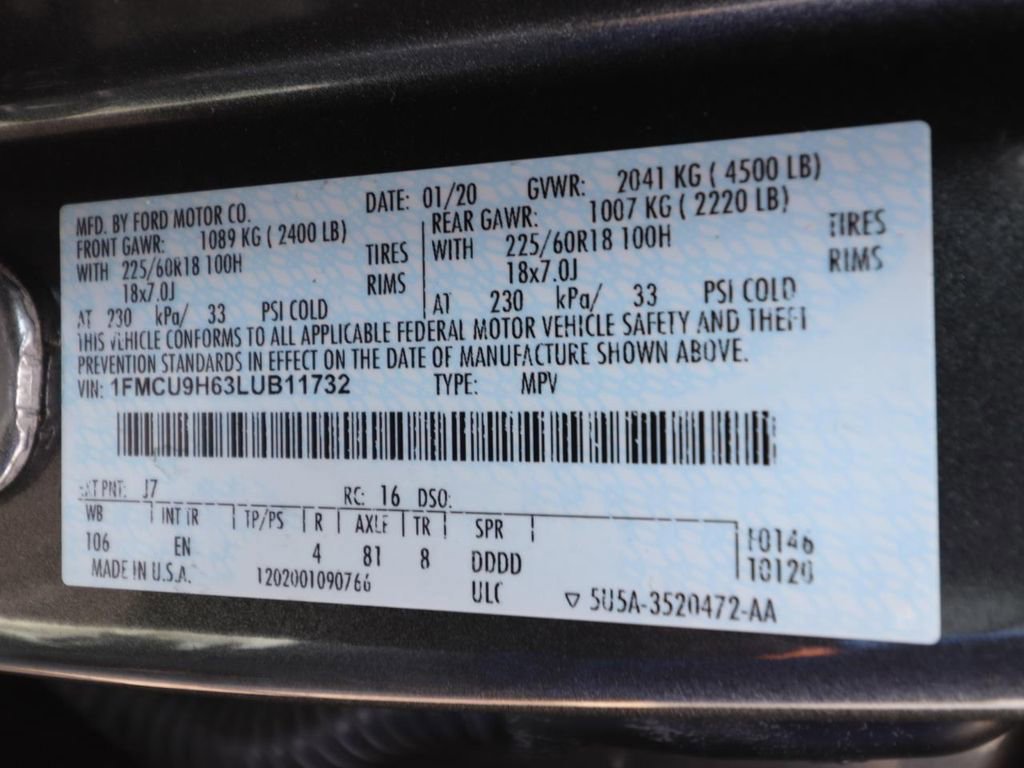 MFD. BY FORD MOTOR CO. DATE: 01/20 GVWR: 2041 KG ( 4500 LB)
FRONT GAWR: 1089 KG ( 2400 LB) REAR GAWR: 1007 KG ( 2220 LB)
WITH 225/60R18 100H TIRES WITH 225/60R18 100H TIRES
18x7.0J RIMS 18x7.0J RIMS
AT 230 kPa/ 33 PSI COLD AT 230 kPa/ 33 PSI COLD
THIS VEHICLE CONFORMS TO ALL APPLICABLE FEDERAL MOTOR VEHICLE SAFETY AND THEFT
PREVENTION STANDARDS IN EFFECT ON THE DATE OF MANUFACTURE SHOWN ABOVE.
VIN: 1FMCU9H63LUB11732 TYPE: MPV
EXT PNT: J7 RC: 16 DSO:
WB INT TR TP/PS R AXLE TR SPR
106 EN 4 81 8 DDDD 10146
10120
MADE IN U.S.A. 1202001090766 ULC ▽ 5U5A-3520472-AA